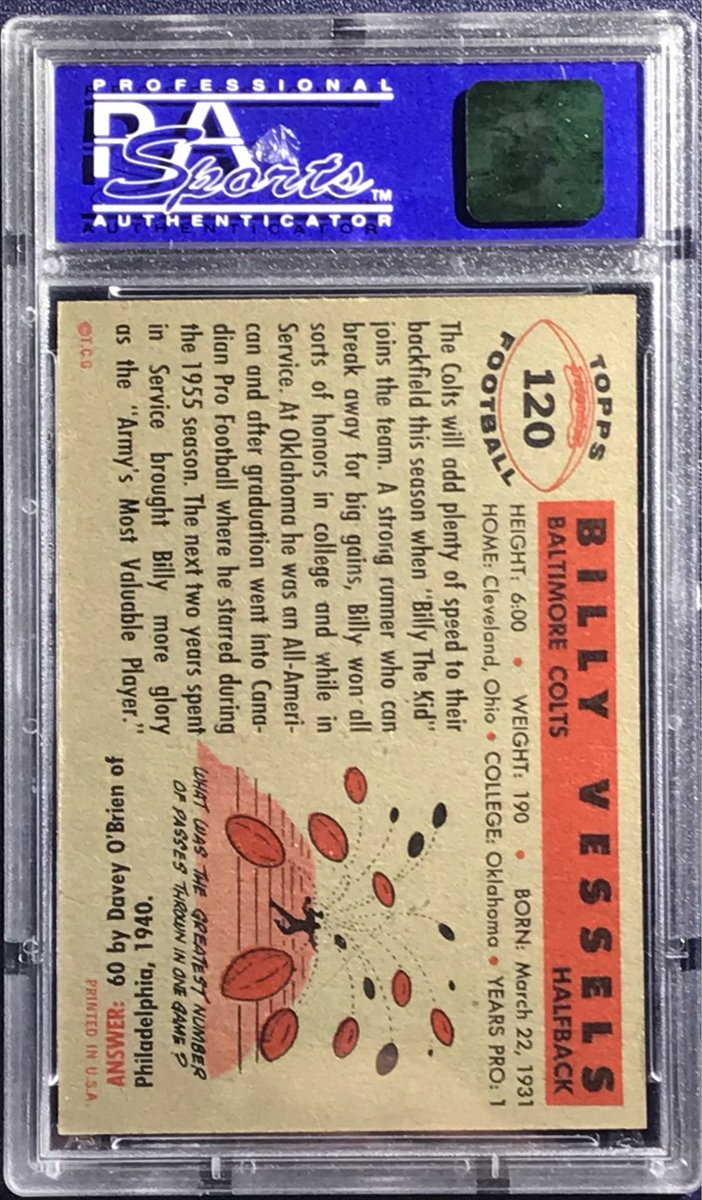 PROFESSIONAL
PSA
Sports™
AUTHENTICATOR
TOPPS
120
FOOTBALL
BILLY VESSELS
BALTIMORE COLTS HALFBACK
HEIGHT: 6:00 • WEIGHT: 190 • BORN: March 22, 1931
HOME: Cleveland, Ohio • COLLEGE: Oklahoma • YEARS PRO: 1
The Colts will add plenty of speed to their
backfield this season when "Billy The Kid"
joins the team. A strong runner who can
break away for big gains, Billy won all
sorts of honors in college and while in
Service. At Oklahoma he was an All-Ameri-
can and after graduation went into Cana-
dian Pro Football where he starred during
the 1955 season. The next two years spent
in Service brought Billy more glory
as the "Army's Most Valuable Player."
WHAT WAS THE GREATEST NUMBER
OF PASSES THROWN IN ONE GAME?
ANSWER: 60 by Davey O'Brien of
Philadelphia, 1940.
©T.C.G
PRINTED IN U.S.A.